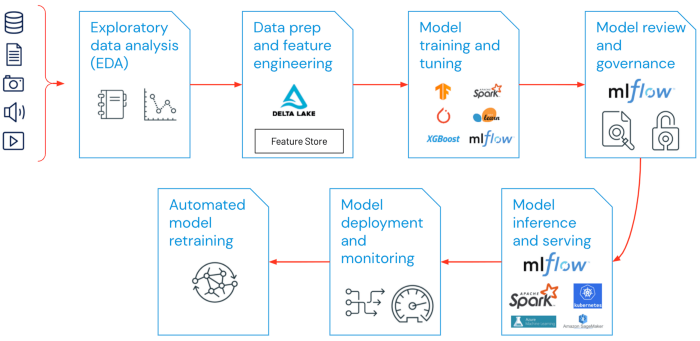 Exploratory
data analysis
(EDA)
Data prep
and feature
engineering
DELTA LAKE
Feature Store
Model
training and
tuning
APACHE
Spark
learn
XGBoost
mlflow
Model review
and
governance
mlflow
Automated
model
retraining
Model
deployment
and
monitoring
Model
inference
and serving
mlflow
APACHE
Spark
kubernetes
Amazon SageMaker